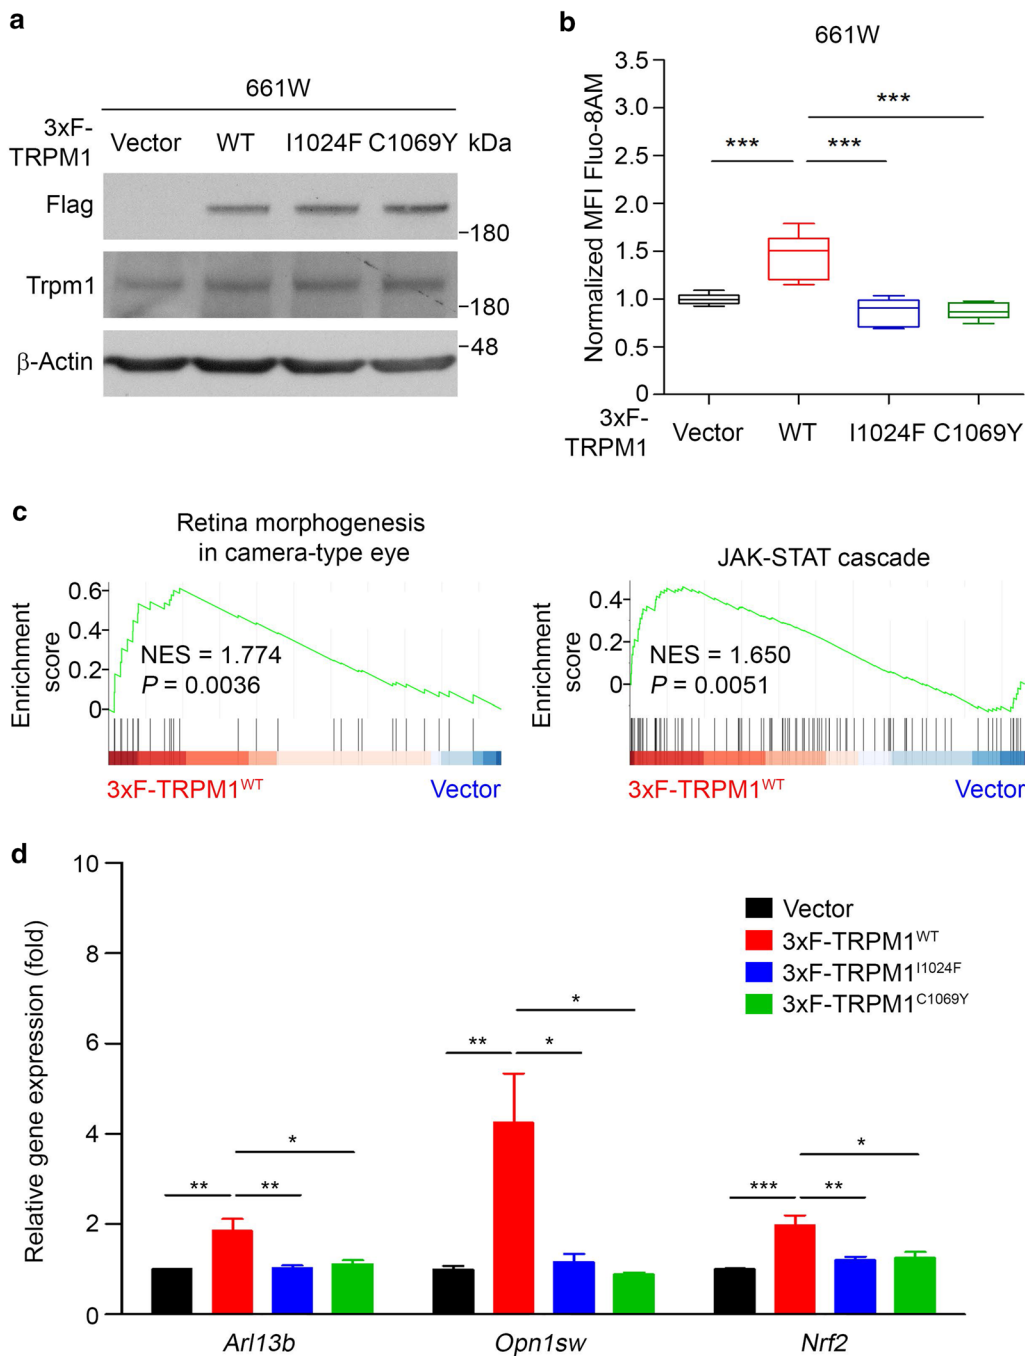 a
661W
3xF-
TRPM1
Vector WT I1024F C1069Y kDa
Flag
-180
Trpm1
-180
-48
β-Actin
b
661W
Normalized MFI Fluo-8AM
3.5
3.0
2.5
2.0
1.5
1.0
0.5
0
*** *** ***
3xF-
TRPM1
Vector WT I1024F C1069Y
c
Retina morphogenesis
in camera-type eye
Enrichment
score
0.6
0.4
0.2
0
NES = 1.774
P = 0.0036
3xF-TRPM1WT Vector
JAK-STAT cascade
Enrichment
score
0.4
0.2
0
NES = 1.650
P = 0.0051
3xF-TRPM1WT Vector
d
Relative gene expression (fold)
10
8
6
4
2
0
Vector
3xF-TRPM1WT
3xF-TRPM1I1024F
3xF-TRPM1C1069Y
*
** **
*
** *
*
*** **
Arl13b Opn1sw Nrf2